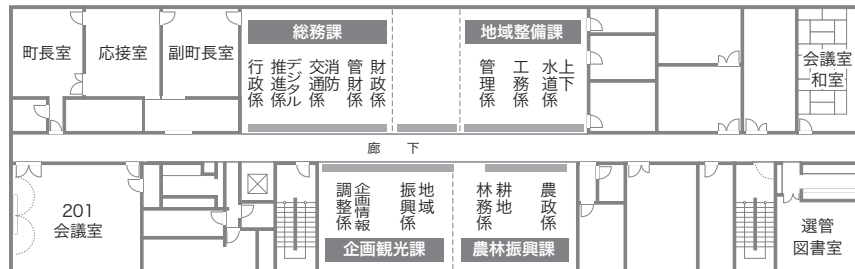 町長室
応接室
副町長室
総務課
行政係
デジタル
推進係
消防
交通係
管財係
財政係
地域整備課
管理係
工務係
上下
水道係
会議室
和室
廊 下
201
会議室
企画情報
調整係
地域
振興係
企画観光課
耕地
林務係
農政係
農林振興課
選管
図書室